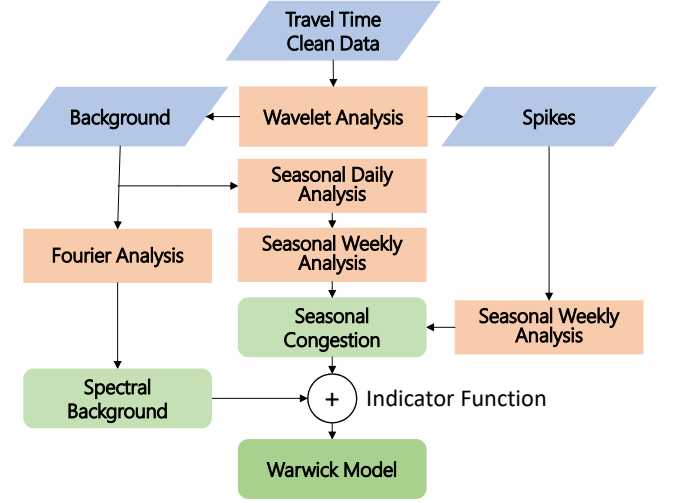 Travel Time
Clean Data
Background
Wavelet Analysis
Spikes
Seasonal Daily
Analysis
Fourier Analysis
Seasonal Weekly
Analysis
Seasonal
Congestion
Seasonal Weekly
Analysis
Spectral
Background
+
Indicator Function
Warwick Model